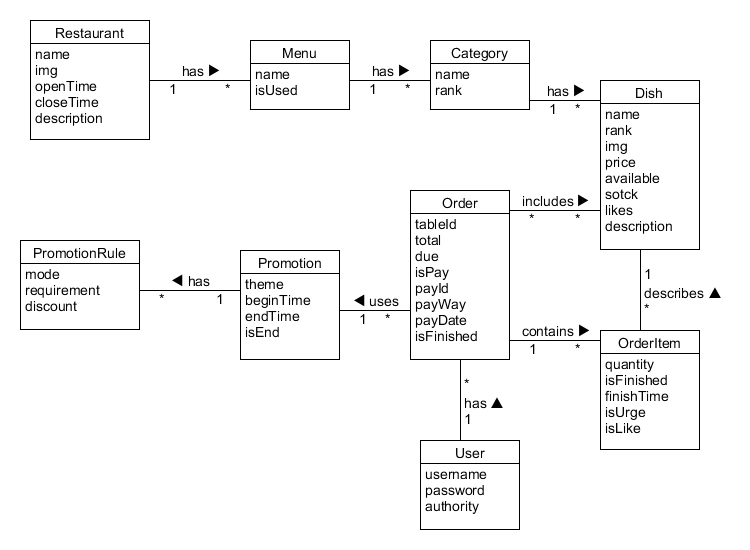 Restaurant
name
img
openTime
closeTime
description
has ▶
1 *
Menu
name
isUsed
has ▶
1 *
Category
name
rank
has ▶
1 *
Dish
name
rank
img
price
available
sotck
likes
description
includes ▶
* *
Order
tableId
total
due
isPay
payId
payWay
payDate
isFinished
PromotionRule
mode
requirement
discount
◀ has
* 1
Promotion
theme
beginTime
endTime
isEnd
◀ uses
1 *
1
describes ▲
*
contains ▶
1 *
OrderItem
quantity
isFinished
finishTime
isUrge
isLike
*
has ▲
1
User
username
password
authority